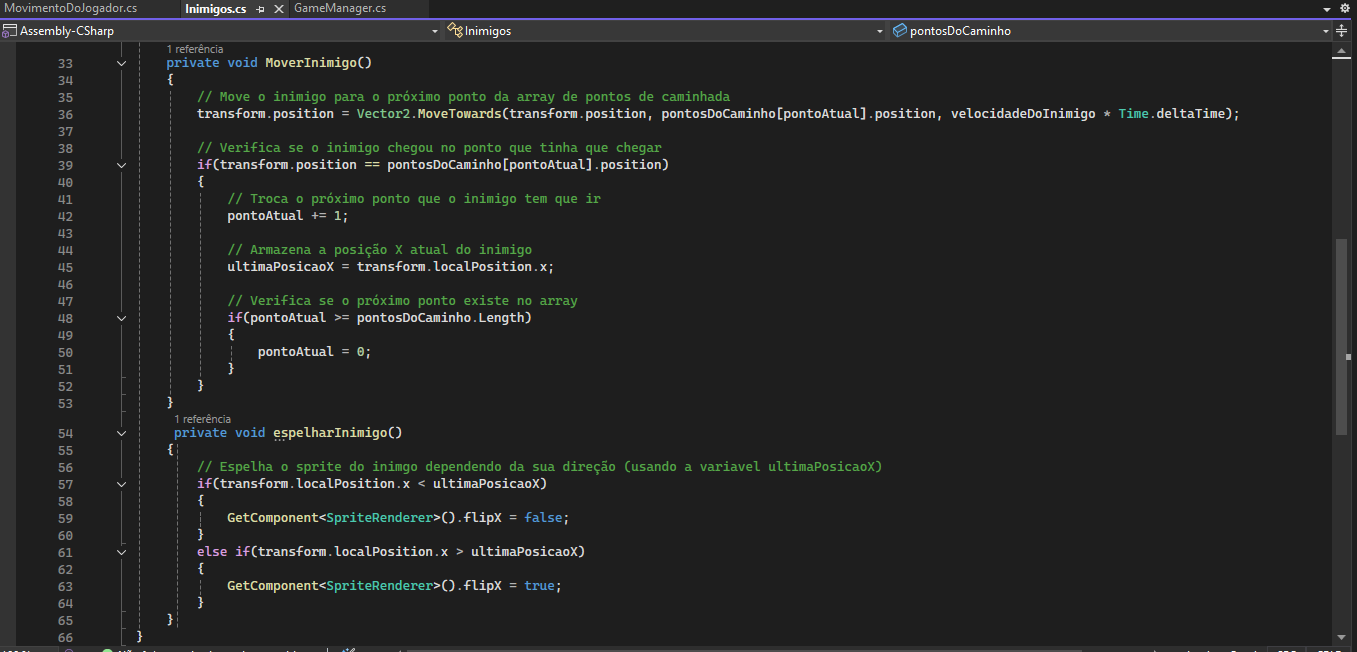 MovimentoDoJogador.cs Inimigos.cs GameManager.cs
Assembly-CSharp Inimigos pontosDoCaminho
1 referência
33 private void MoverInimigo()
34 {
35 // Move o inimigo para o próximo ponto da array de pontos de caminhada
36 transform.position = Vector2.MoveTowards(transform.position, pontosDoCaminho[pontoAtual].position, velocidadeDoInimigo * Time.deltaTime);
37
38 // Verifica se o inimigo chegou no ponto que tinha que chegar
39 if(transform.position == pontosDoCaminho[pontoAtual].position)
40 {
41 // Troca o próximo ponto que o inimigo tem que ir
42 pontoAtual += 1;
43
44 // Armazena a posição X atual do inimigo
45 ultimaPosicaoX = transform.localPosition.x;
46
47 // Verifica se o próximo ponto existe no array
48 if(pontoAtual >= pontosDoCaminho.Length)
49 {
50 pontoAtual = 0;
51 }
52 }
53 }
1 referência
54 private void espelharInimigo()
55 {
56 // Espelha o sprite do inimgo dependendo da sua direção (usando a variavel ultimaPosicaoX)
57 if(transform.localPosition.x < ultimaPosicaoX)
58 {
59 GetComponent<SpriteRenderer>().flipX = false;
60 }
61 else if(transform.localPosition.x > ultimaPosicaoX)
62 {
63 GetComponent<SpriteRenderer>().flipX = true;
64 }
65 }
66 }